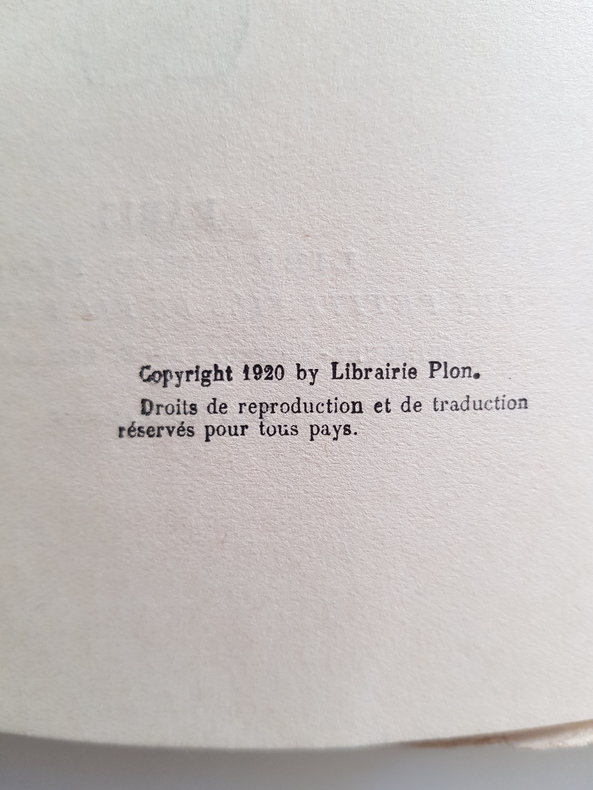 Copyright 1920 by Librairie Plon.
Droits de reproduction et de traduction
réservés pour tous pays.